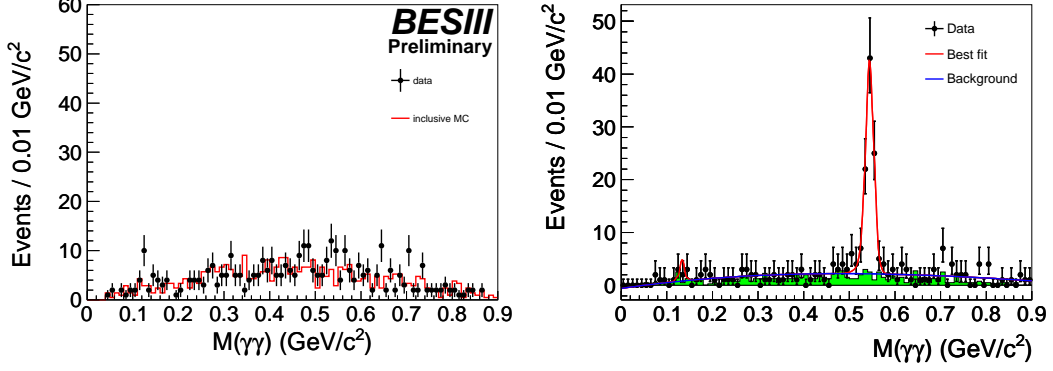 60
50
40
30
20
10
0
Events / 0.01 GeV/c²
BESIII
Preliminary
data
inclusive MC
0 0.1 0.2 0.3 0.4 0.5 0.6 0.7 0.8 0.9
M(γγ) (GeV/c²)
50
40
30
20
10
0
Events / 0.01 GeV/c²
Data
Best fit
Background
0 0.1 0.2 0.3 0.4 0.5 0.6 0.7 0.8 0.9
M(γγ) (GeV/c²)